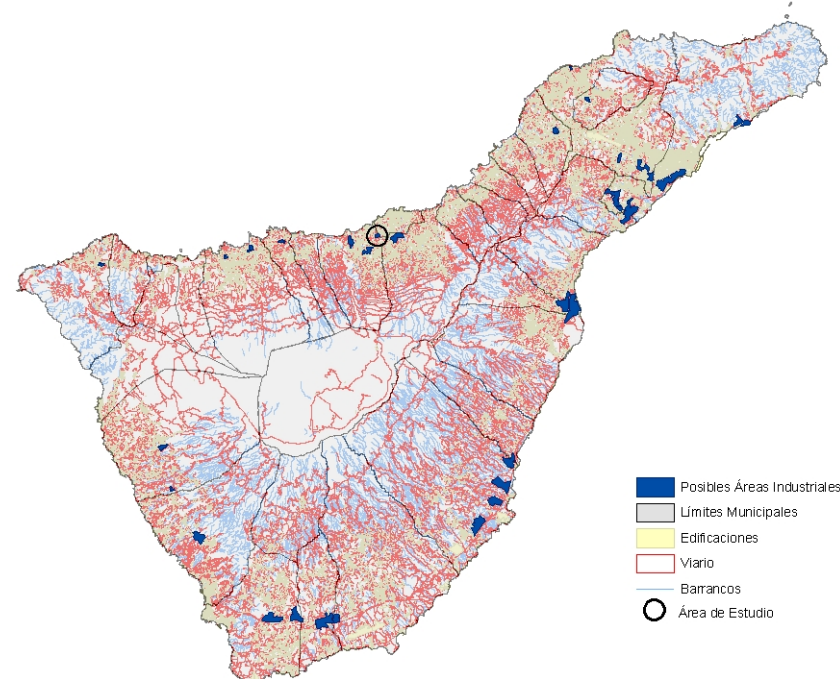 Posibles Áreas Industriales
Límites Municipales
Edificaciones
Viario
Barrancos
Área de Estudio